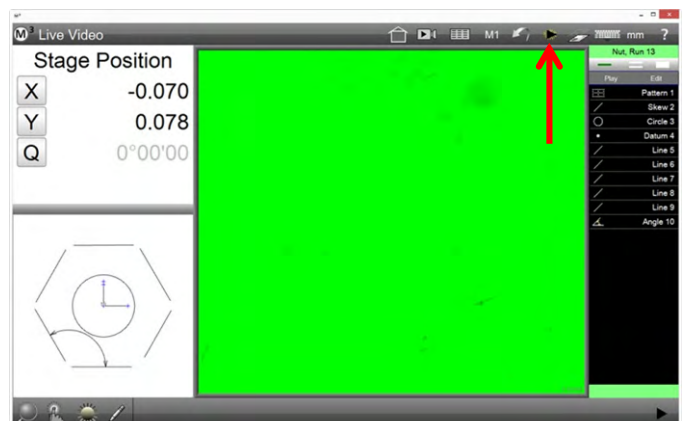 M³
M³ Live Video
M1
mm
?
Stage Position
X -0.070
Y 0.078
Q 0°00'00
Nut, Run 13
Play Edit
Pattern 1
Skew 2
Circle 3
Datum 4
Line 5
Line 6
Line 7
Line 8
Line 9
Angle 10